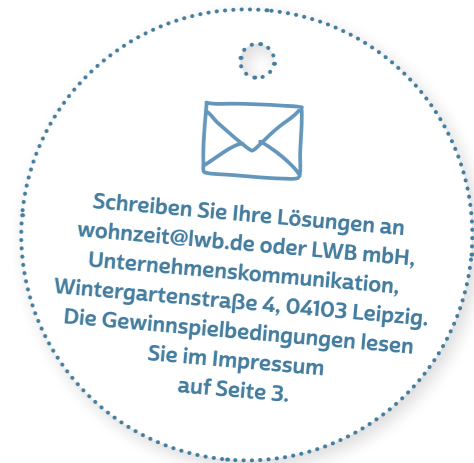 Schreiben Sie Ihre Lösungen an
wohnzeit@lwb.de oder LWB mbH,
Unternehmenskommunikation,
Wintergartenstraße 4, 04103 Leipzig.
Die Gewinnspielbedingungen lesen
Sie im Impressum
auf Seite 3.